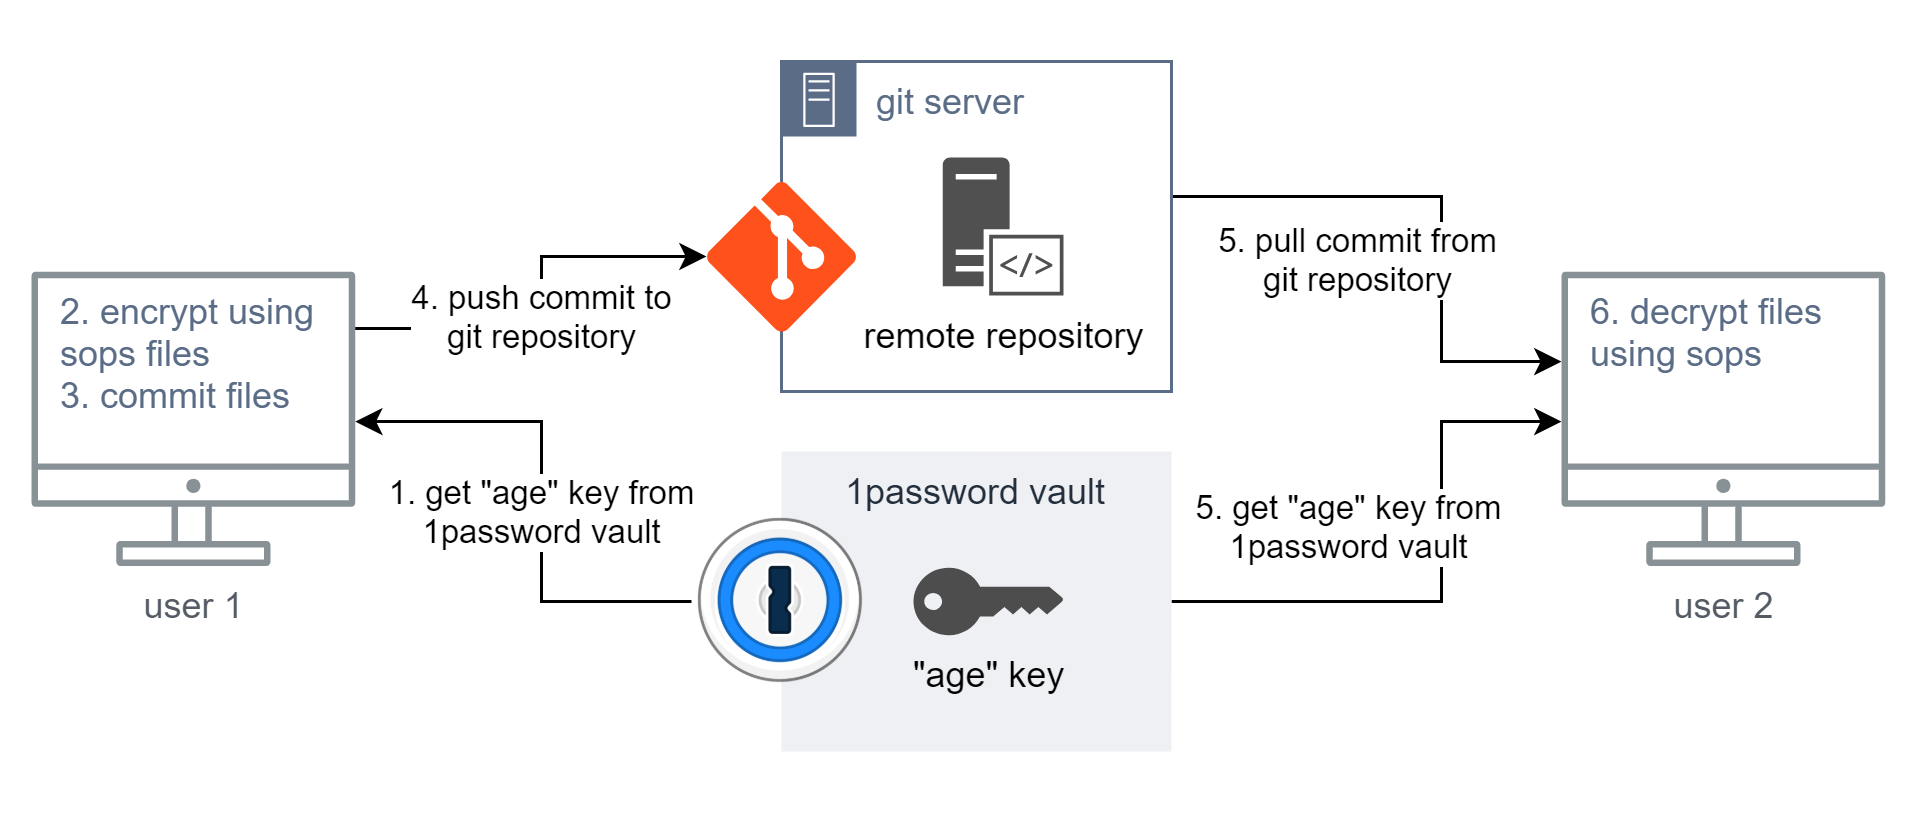 git server
</>
remote repository
2. encrypt using
sops files
3. commit files
user 1
4. push commit to
git repository
1. get "age" key from
1password vault
1password vault
"age" key
5. pull commit from
git repository
5. get "age" key from
1password vault
6. decrypt files
using sops
user 2